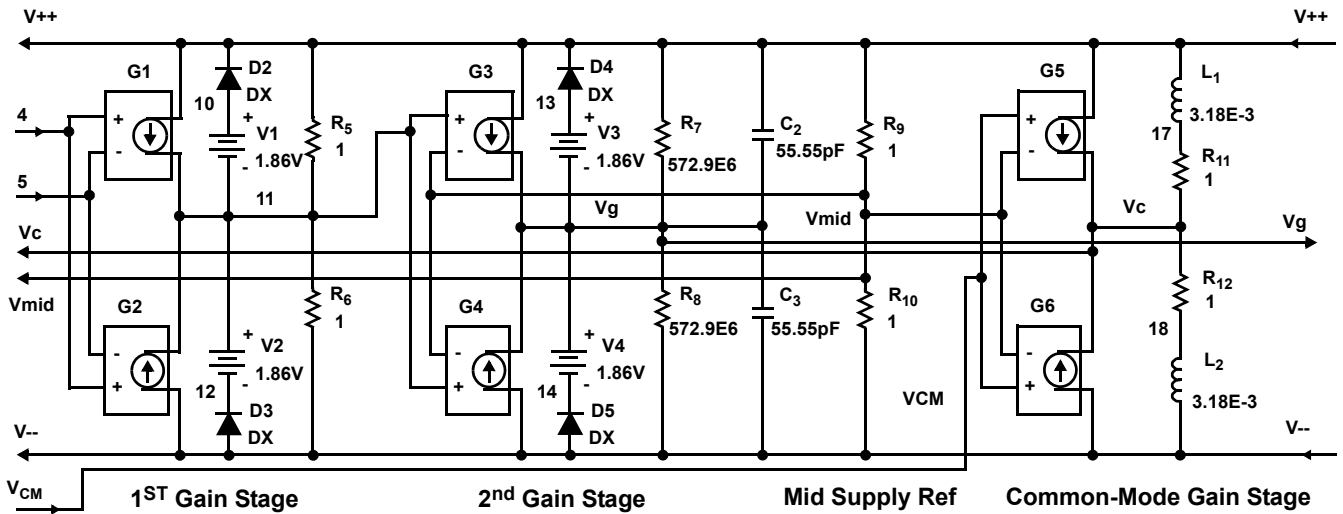 V++
V++
G1
D2
DX
G3
D4
DX
G5
L1
3.18E-3
4
10
13
17
+
-
+
V1
1.86V
-
R5
1
+
-
+
V3
1.86V
-
R7
572.9E6
C2
55.55pF
R9
1
+
-
R11
1
5
11
Vg
Vmid
Vc
Vg
Vc
Vmid
G2
R6
1
G4
R8
572.9E6
C3
55.55pF
R10
1
G6
R12
1
18
-
+
+
V2
1.86V
-
12
-
+
+
V4
1.86V
-
14
-
+
L2
3.18E-3
D3
DX
D5
DX
VCM
V--
V--
VCM
1ST Gain Stage
2nd Gain Stage
Mid Supply Ref
Common-Mode Gain Stage